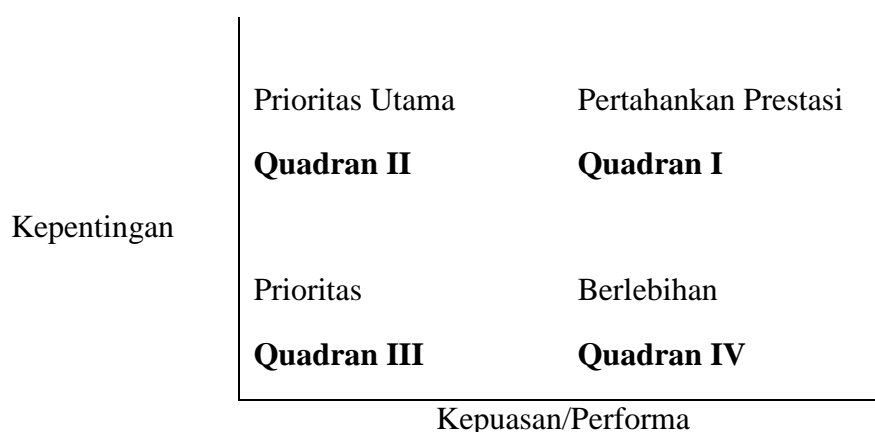 Prioritas Utama Pertahankan Prestasi
Quadran II Quadran I
Kepentingan
Prioritas Berlebihan
Quadran III Quadran IV
Kepuasan/Performa